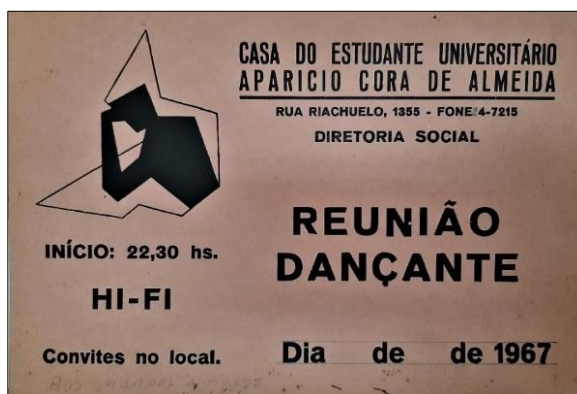 CASA DO ESTUDANTE UNIVERSITÁRIO
APARICIO CORA DE ALMEIDA
RUA RIACHUELO, 1355 - FONE 4-7215
DIRETORIA SOCIAL
REUNIÃO
DANÇANTE
INÍCIO: 22,30 hs.
HI-FI
Convites no local.
Dia de de 1967